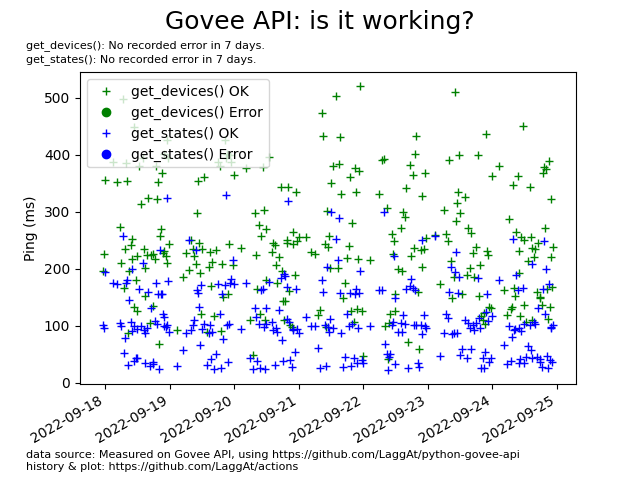 Govee API: is it working?
get_devices(): No recorded error in 7 days.
get_states(): No recorded error in 7 days.
get_devices() OK
get_devices() Error
get_states() OK
get_states() Error
Ping (ms)
500
400
300
200
100
0
2022-09-18
2022-09-19
2022-09-20
2022-09-21
2022-09-22
2022-09-23
2022-09-24
2022-09-25
data source: Measured on Govee API, using https://github.com/LaggAt/python-govee-api
history & plot: https://github.com/LaggAt/actions